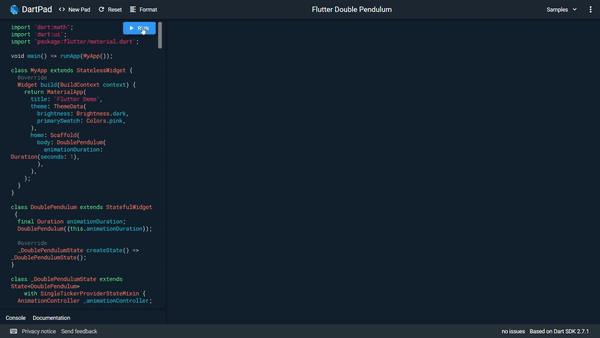 DartPad
<> New Pad
Reset
Format
Flutter Double Pendulum
Samples
import 'dart:math';
import 'dart:ui';
import 'package:flutter/material.dart';
void main() => runApp(MyApp());
class MyApp extends StatelessWidget {
@override
Widget build(BuildContext context) {
return MaterialApp(
title: 'Flutter Demo',
theme: ThemeData(
brightness: Brightness.dark,
primarySwatch: Colors.pink,
),
home: Scaffold(
body: DoublePendulum(
animationDuration:
Duration(seconds: 1),
),
),
);
}
}
class DoublePendulum extends StatefulWidget
{
final Duration animationDuration;
DoublePendulum({this.animationDuration});
@override
_DoublePendulumState createState() =>
_DoublePendulumState();
}
class _DoublePendulumState extends
State<DoublePendulum>
with SingleTickerProviderStateMixin {
AnimationController _animationController;
Console
Documentation
Privacy notice
Send feedback
no issues
Based on Dart SDK 2.7.1